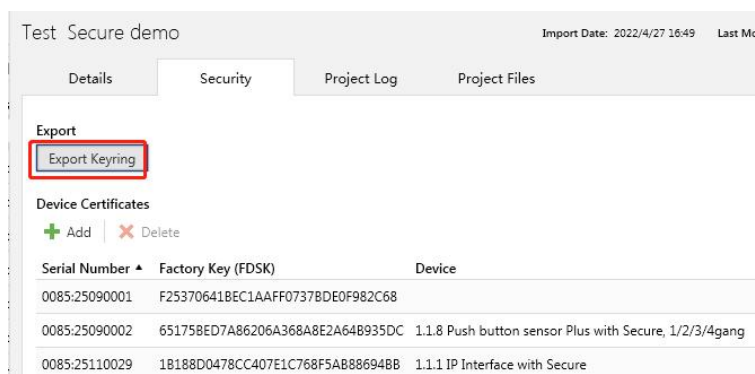 Test Secure demo Import Date: 2022/4/27 16:49 Last Mo
Details Security Project Log Project Files
Export
Export Keyring
Device Certificates
Add Delete
Serial Number Factory Key (FDSK) Device
0085:25090001 F25370641BEC1AAFF0737BDE0F982C68
0085:25090002 65175BED7A86206A368A8E2A64B935DC 1.1.8 Push button sensor Plus with Secure, 1/2/3/4gang
0085:25110029 1B188D0478CC407E1C768F5AB88694BB 1.1.1 IP Interface with Secure